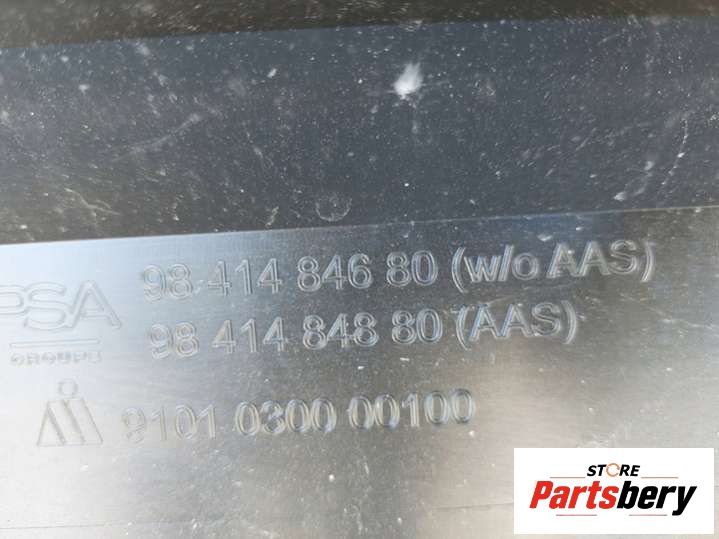 PSA 98 414 846 80 (w/o AAS)
GROUPE 98 414 848 80 (AAS)
9101 0300 00100
STORE
Partsbery